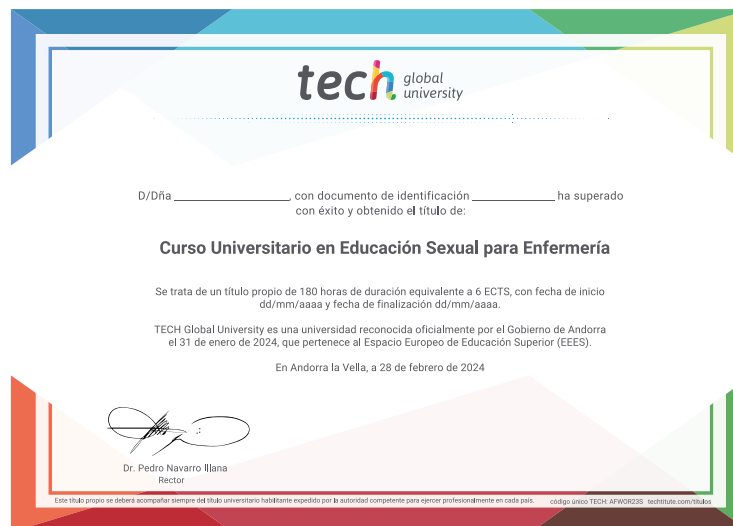 tech global university
D/Dña ____________________, con documento de identificación ______________ ha superado
con éxito y obtenido el título de:
Curso Universitario en Educación Sexual para Enfermería
Se trata de un título propio de 180 horas de duración equivalente a 6 ECTS, con fecha de inicio
dd/mm/aaaa y fecha de finalización dd/mm/aaaa.
TECH Global University es una universidad reconocida oficialmente por el Gobierno de Andorra
el 31 de enero de 2024, que pertenece al Espacio Europeo de Educación Superior (EEES).
En Andorra la Vella, a 28 de febrero de 2024
Dr. Pedro Navarro Illana
Rector
Este título propio se deberá acompañar siempre del título universitario habilitante expedido por la autoridad competente para ejercer profesionalmente en cada país. código único TECH: AFWOR23S techtitute.com/titulos